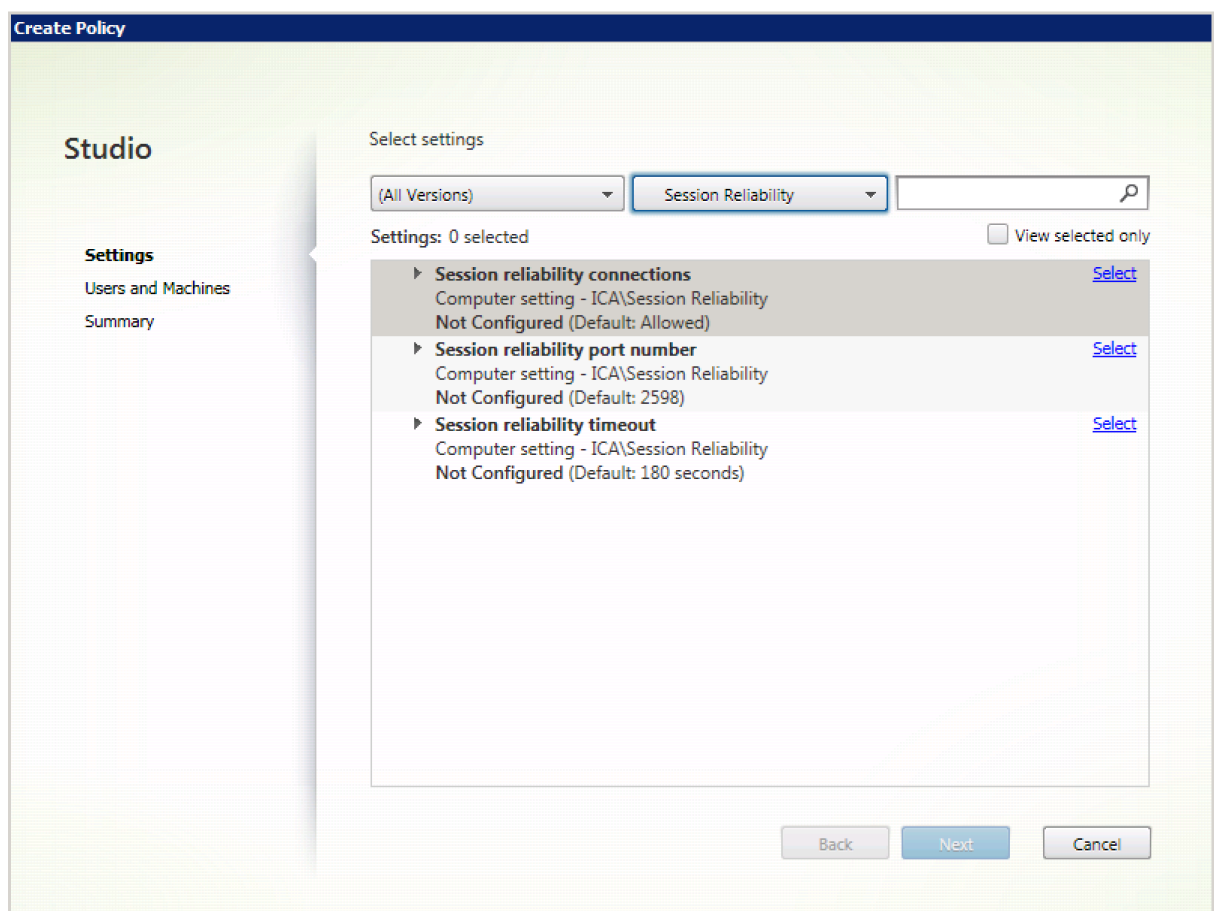 Create Policy
Studio
Settings
Users and Machines
Summary
Select settings
(All Versions)
Session Reliability
Settings: 0 selected
View selected only
Session reliability connections
Select
Computer setting - ICA\Session Reliability
Not Configured (Default: Allowed)
Session reliability port number
Select
Computer setting - ICA\Session Reliability
Not Configured (Default: 2598)
Session reliability timeout
Select
Computer setting - ICA\Session Reliability
Not Configured (Default: 180 seconds)
Back
Next
Cancel